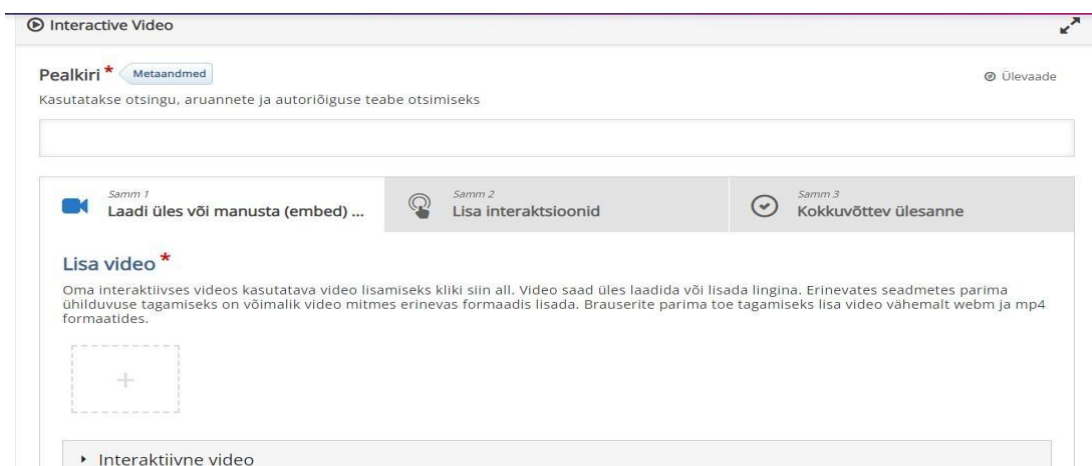 Interactive Video
Pealkiri * Metaandmed
Ülevaade
Kasutatakse otsingu, aruannete ja autoriõiguse teabe otsimiseks
Samm 1
Laadi üles või manusta (embed) ...
Samm 2
Lisa interaktsioonid
Samm 3
Kokkuvõttev ülesanne
Lisa video *
Oma interaktiivses videos kasutatava video lisamiseks kliki siin all. Video saad üles laadida või lisada lingina. Erinevates seadmetes parima
ühilduvuse tagamiseks on võimalik video mitmes erinevas formaadis lisada. Brauserite parima toe tagamiseks lisa video vähemalt webm ja mp4
formaatides.
Interaktiivne video